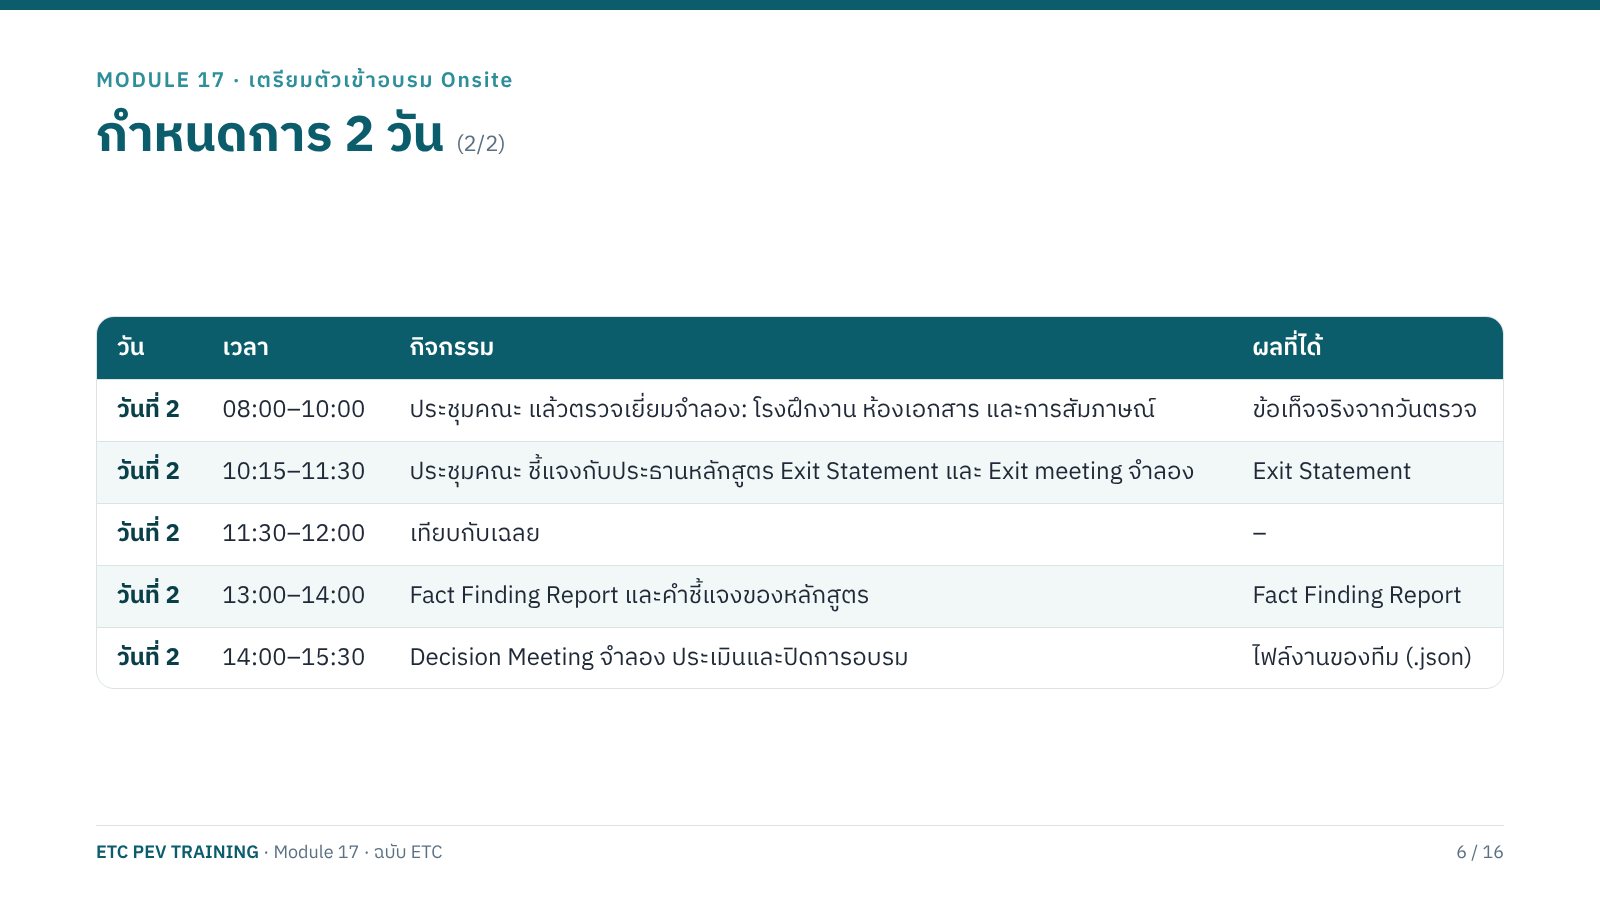 MODULE 17 · เตรียมตัวเข้าอบรม Onsite
กำหนดการ 2 วัน (2/2)
วัน เวลา กิจกรรม ผลที่ได้
วันที่ 2 08:00–10:00 ประชุมคณะ แล้วตรวจเยี่ยมจำลอง: โรงฝึกงาน ห้องเอกสาร และการสัมภาษณ์ ข้อเท็จจริงจากวันตรวจ
วันที่ 2 10:15–11:30 ประชุมคณะ ชี้แจงกับประธานหลักสูตร Exit Statement และ Exit meeting จำลอง Exit Statement
วันที่ 2 11:30–12:00 เทียบกับเฉลย –
วันที่ 2 13:00–14:00 Fact Finding Report และคำชี้แจงของหลักสูตร Fact Finding Report
วันที่ 2 14:00–15:30 Decision Meeting จำลอง ประเมินและปิดการอบรม ไฟล์งานของทีม (.json)
ETC PEV TRAINING · Module 17 · ฉบับ ETC 6 / 16